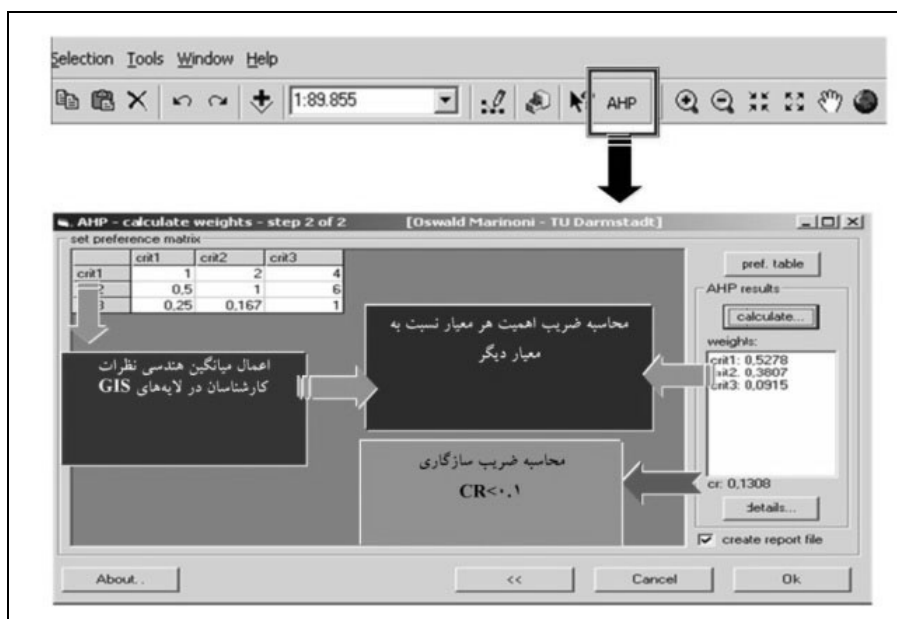 Selection Tools Window Help
1:89.855 AHP
AHP - calculate weights - step 2 of 2 [Oswald Marinoni - TU Darmstadt]
set preference matrix
crit1 crit2 crit3
crit1 1 2 4
2 0,5 1 6
3 0,25 0,167 1
pref. table
AHP results
calculate...
weights:
crit1: 0,5278
crit2: 0,3807
crit3: 0,0915
cr: 0,1308
details...
create report file
محاسبه ضریب اهمیت هر معیار نسبت به
معیار دیگر
اعمال میانگین هندسی نظرات
کارشناسان در لایه‌های GIS
محاسبه ضریب سازگاری
CR<۰.۱
About. .
<<
Cancel
Ok